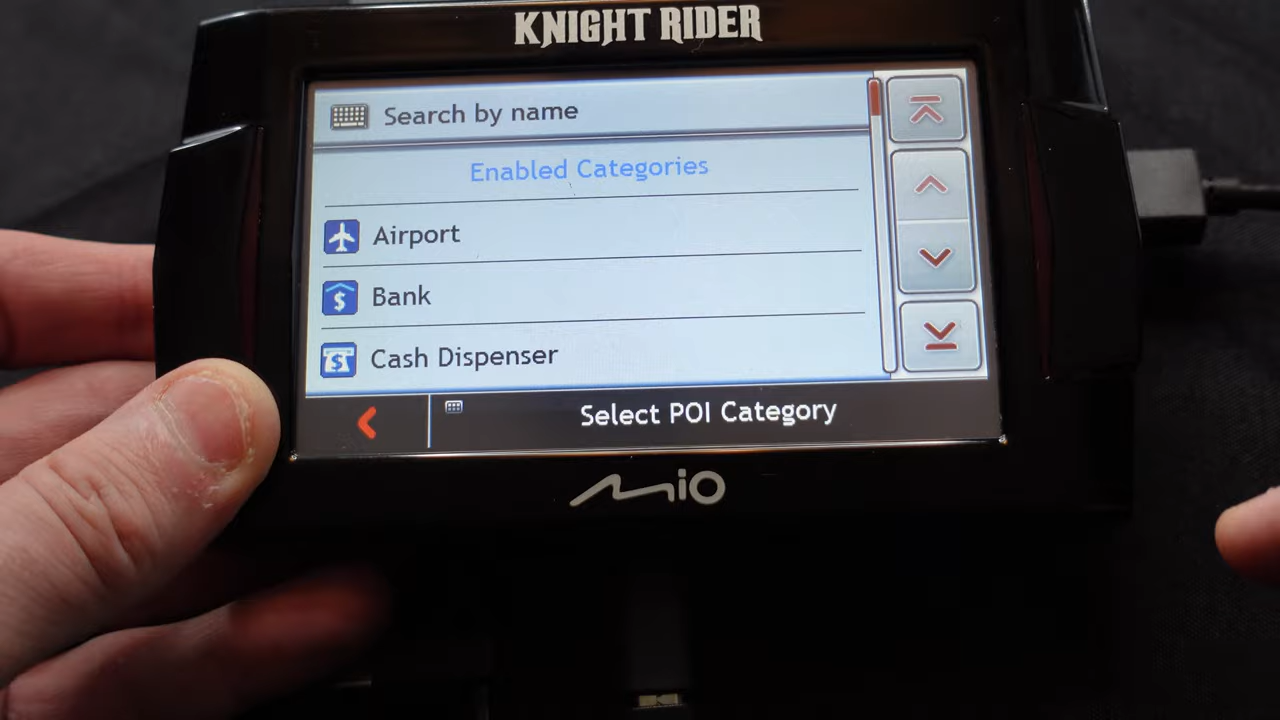 KNIGHT RIDER
Search by name
Enabled Categories
Airport
Bank
Cash Dispenser
Select POI Category
Mio